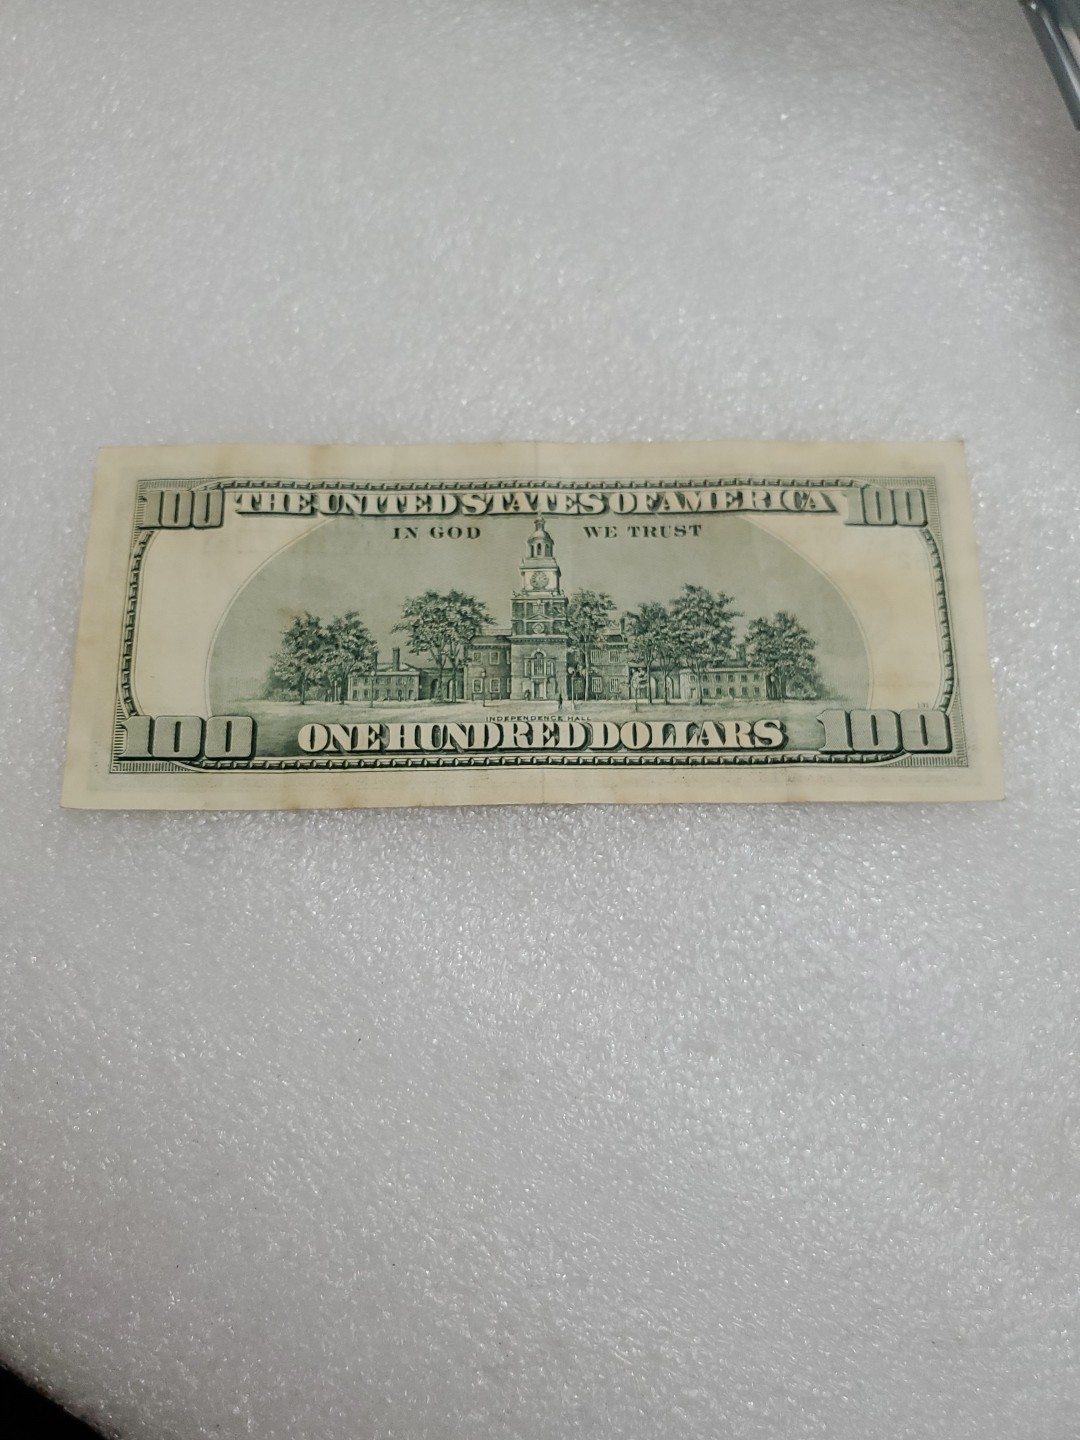 100 THE UNITED STATES OF AMERICA 100
IN GOD WE TRUST
INDEPENDENCE HALL
100 ONE HUNDRED DOLLARS 100